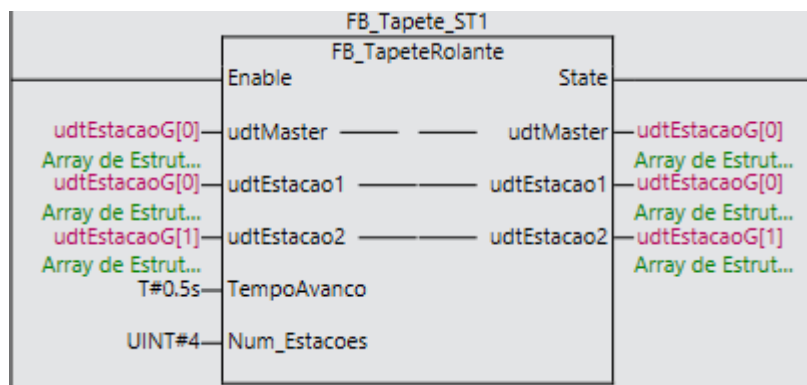 FB_Tapete_ST1
FB_TapeteRolante
Enable State
udtEstacaoG[0] udtMaster udtMaster udtEstacaoG[0]
Array de Estrut... Array de Estrut...
udtEstacaoG[0] udtEstacao1 udtEstacao1 udtEstacaoG[0]
Array de Estrut... Array de Estrut...
udtEstacaoG[1] udtEstacao2 udtEstacao2 udtEstacaoG[1]
Array de Estrut... Array de Estrut...
T#0.5s TempoAvanco
UINT#4 Num_Estacoes